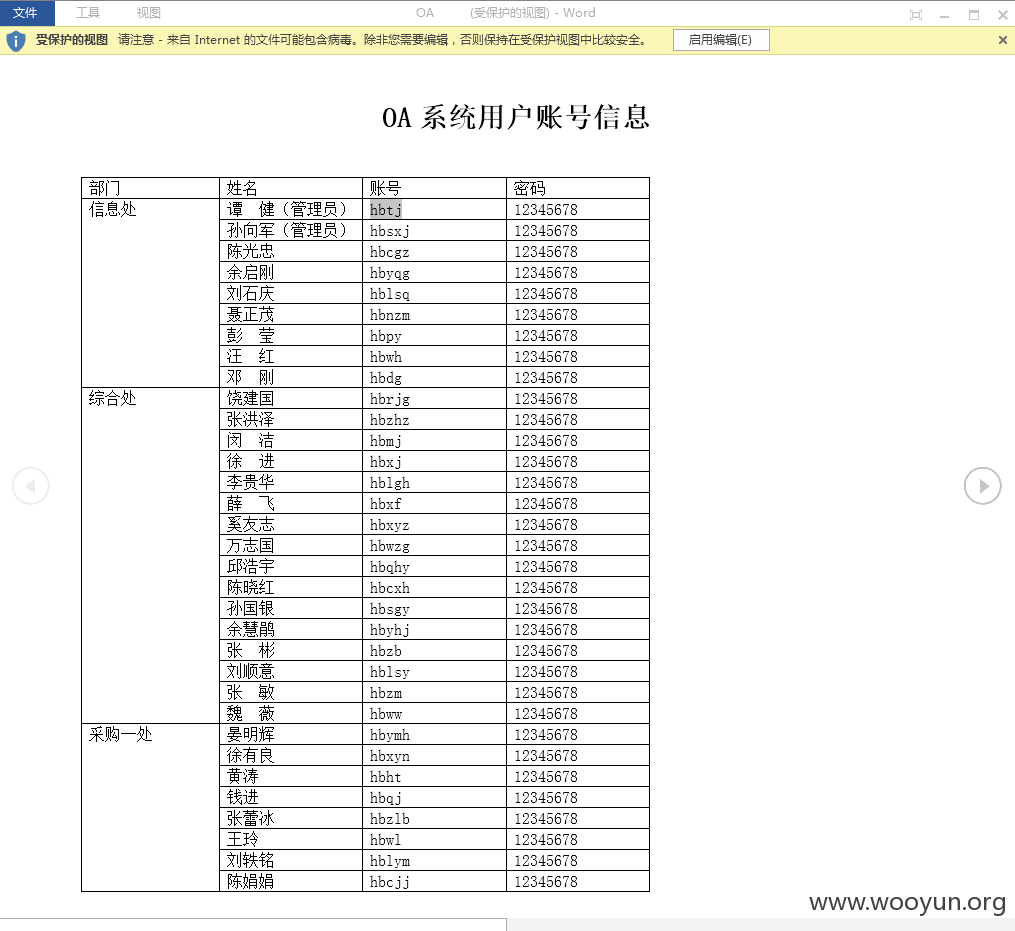 文件 工具 视图 OA (受保护的视图) - Word
受保护的视图 请注意 - 来自 Internet 的文件可能包含病毒。除非您需要编辑，否则保持在受保护视图中比较安全。 启用编辑(E)
OA 系统用户账号信息
部门 姓名 账号 密码
信息处 谭 健（管理员） hbtj 12345678
孙向军（管理员） hbsxj 12345678
陈光忠 hbcgz 12345678
余启刚 hbyqg 12345678
刘石庆 hblsq 12345678
聂正茂 hbnzm 12345678
彭 莹 hbpy 12345678
汪 红 hbwh 12345678
邓 刚 hbdg 12345678
综合处 饶建国 hbrjg 12345678
张洪泽 hbzhz 12345678
闵 洁 hbmj 12345678
徐 进 hbxj 12345678
李贵华 hblgh 12345678
薛 飞 hbxf 12345678
奚友志 hbxyz 12345678
万志国 hbwzg 12345678
邱浩宇 hbqhy 12345678
陈晓红 hbcxh 12345678
孙国银 hbsgy 12345678
余慧鹃 hbyhj 12345678
张 彬 hbzb 12345678
刘顺意 hblsy 12345678
张 敏 hbzm 12345678
魏 薇 hbww 12345678
采购一处 晏明辉 hbymh 12345678
徐有良 hbxyn 12345678
黄涛 hbht 12345678
钱进 hbqj 12345678
张蕾冰 hbzlb 12345678
王玲 hbwl 12345678
刘轶铭 hblym 12345678
陈娟娟 hbcjj 12345678
www.wooyun.org